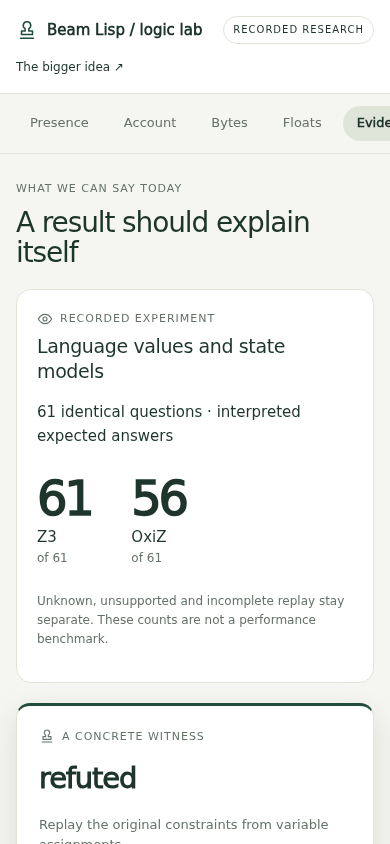 Beam Lisp / logic lab
RECORDED RESEARCH
The bigger idea ↗
Presence Account Bytes Floats Evide
WHAT WE CAN SAY TODAY
A result should explain
itself
RECORDED EXPERIMENT
Language values and state
models
61 identical questions · interpreted
expected answers
61 56
Z3 OxiZ
of 61 of 61
Unknown, unsupported and incomplete replay stay
separate. These counts are not a performance
benchmark.
A CONCRETE WITNESS
refuted
Replay the original constraints from variable
assignments